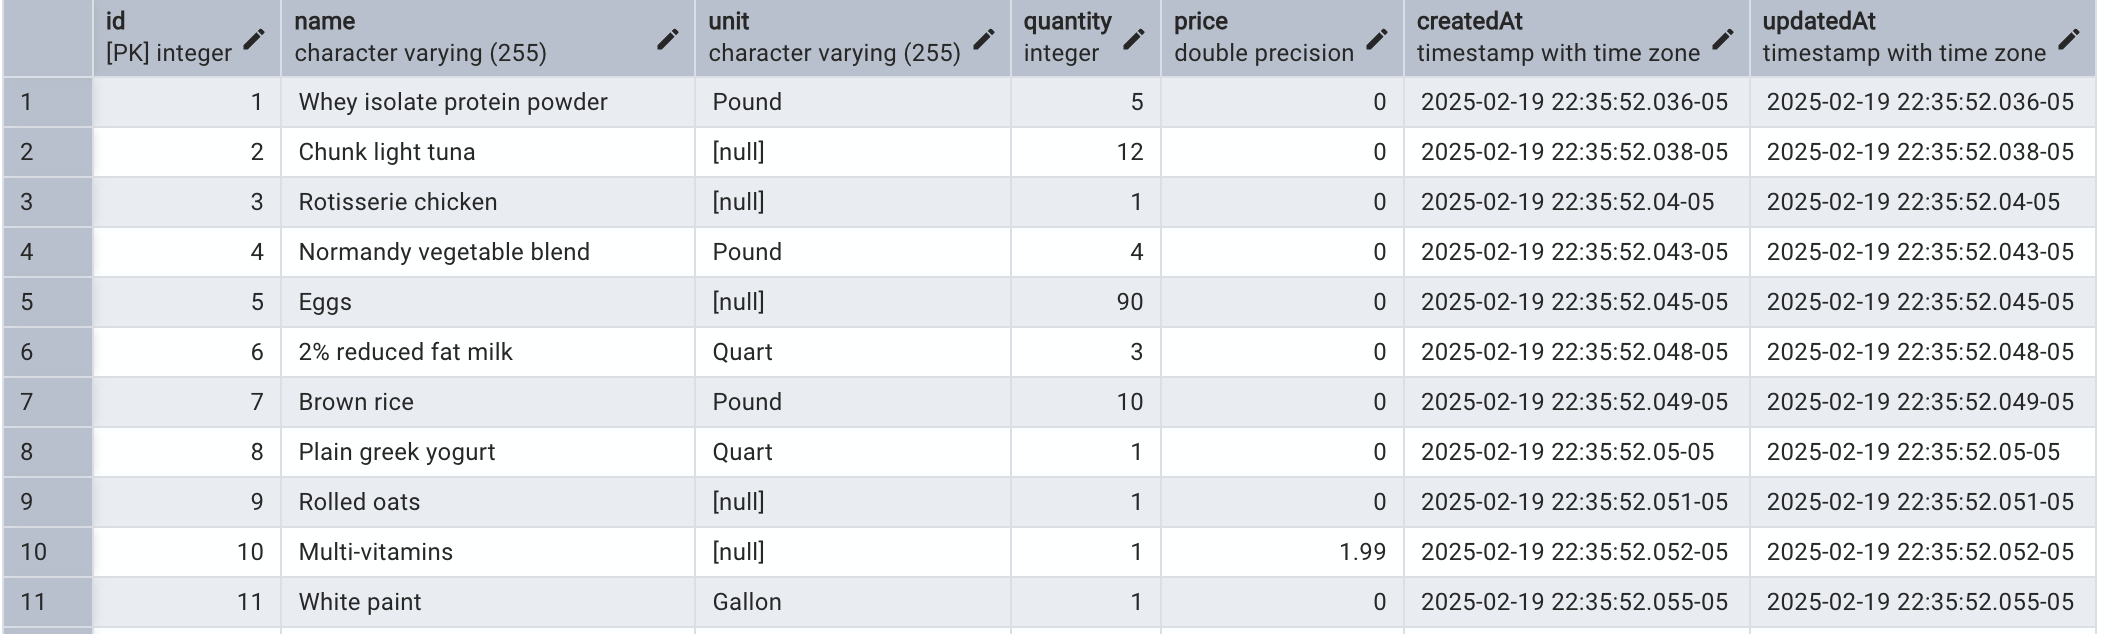 id name unit quantity price createdAt updatedAt
[PK] integer character varying (255) character varying (255) integer double precision timestamp with time zone timestamp with time zone
1 1 Whey isolate protein powder Pound 5 0 2025-02-19 22:35:52.036-05 2025-02-19 22:35:52.036-05
2 2 Chunk light tuna [null] 12 0 2025-02-19 22:35:52.038-05 2025-02-19 22:35:52.038-05
3 3 Rotisserie chicken [null] 1 0 2025-02-19 22:35:52.04-05 2025-02-19 22:35:52.04-05
4 4 Normandy vegetable blend Pound 4 0 2025-02-19 22:35:52.043-05 2025-02-19 22:35:52.043-05
5 5 Eggs [null] 90 0 2025-02-19 22:35:52.045-05 2025-02-19 22:35:52.045-05
6 6 2% reduced fat milk Quart 3 0 2025-02-19 22:35:52.048-05 2025-02-19 22:35:52.048-05
7 7 Brown rice Pound 10 0 2025-02-19 22:35:52.049-05 2025-02-19 22:35:52.049-05
8 8 Plain greek yogurt Quart 1 0 2025-02-19 22:35:52.05-05 2025-02-19 22:35:52.05-05
9 9 Rolled oats [null] 1 0 2025-02-19 22:35:52.051-05 2025-02-19 22:35:52.051-05
10 10 Multi-vitamins [null] 1 1.99 2025-02-19 22:35:52.052-05 2025-02-19 22:35:52.052-05
11 11 White paint Gallon 1 0 2025-02-19 22:35:52.055-05 2025-02-19 22:35:52.055-05